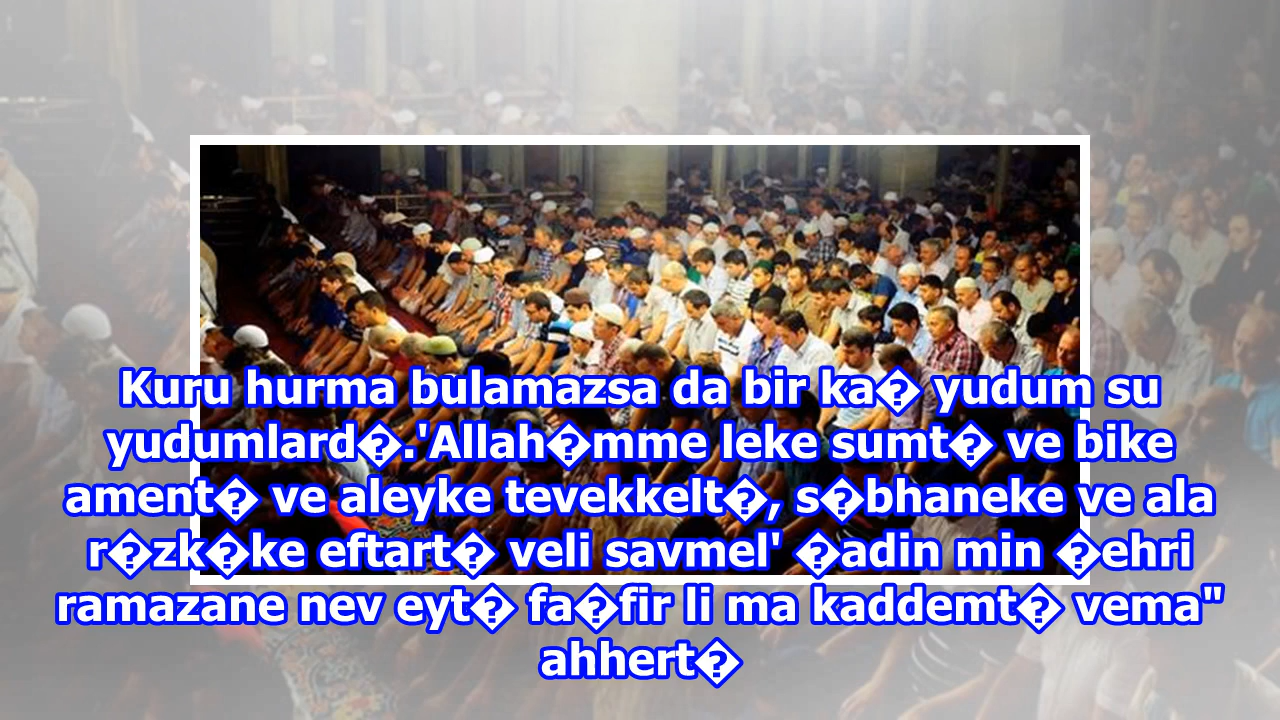 Kuru hurma bulamazsa da bir ka� yudum su
yudumlard�.'Allah�mme leke sumt� ve bike
ament� ve aleyke tevekkelt�, s�bhaneke ve ala
r�zk�ke eftart� veli savmel' �adin min �ehri
ramazane nev eyt� fa�fir li ma kaddemt� vema"
ahhert�